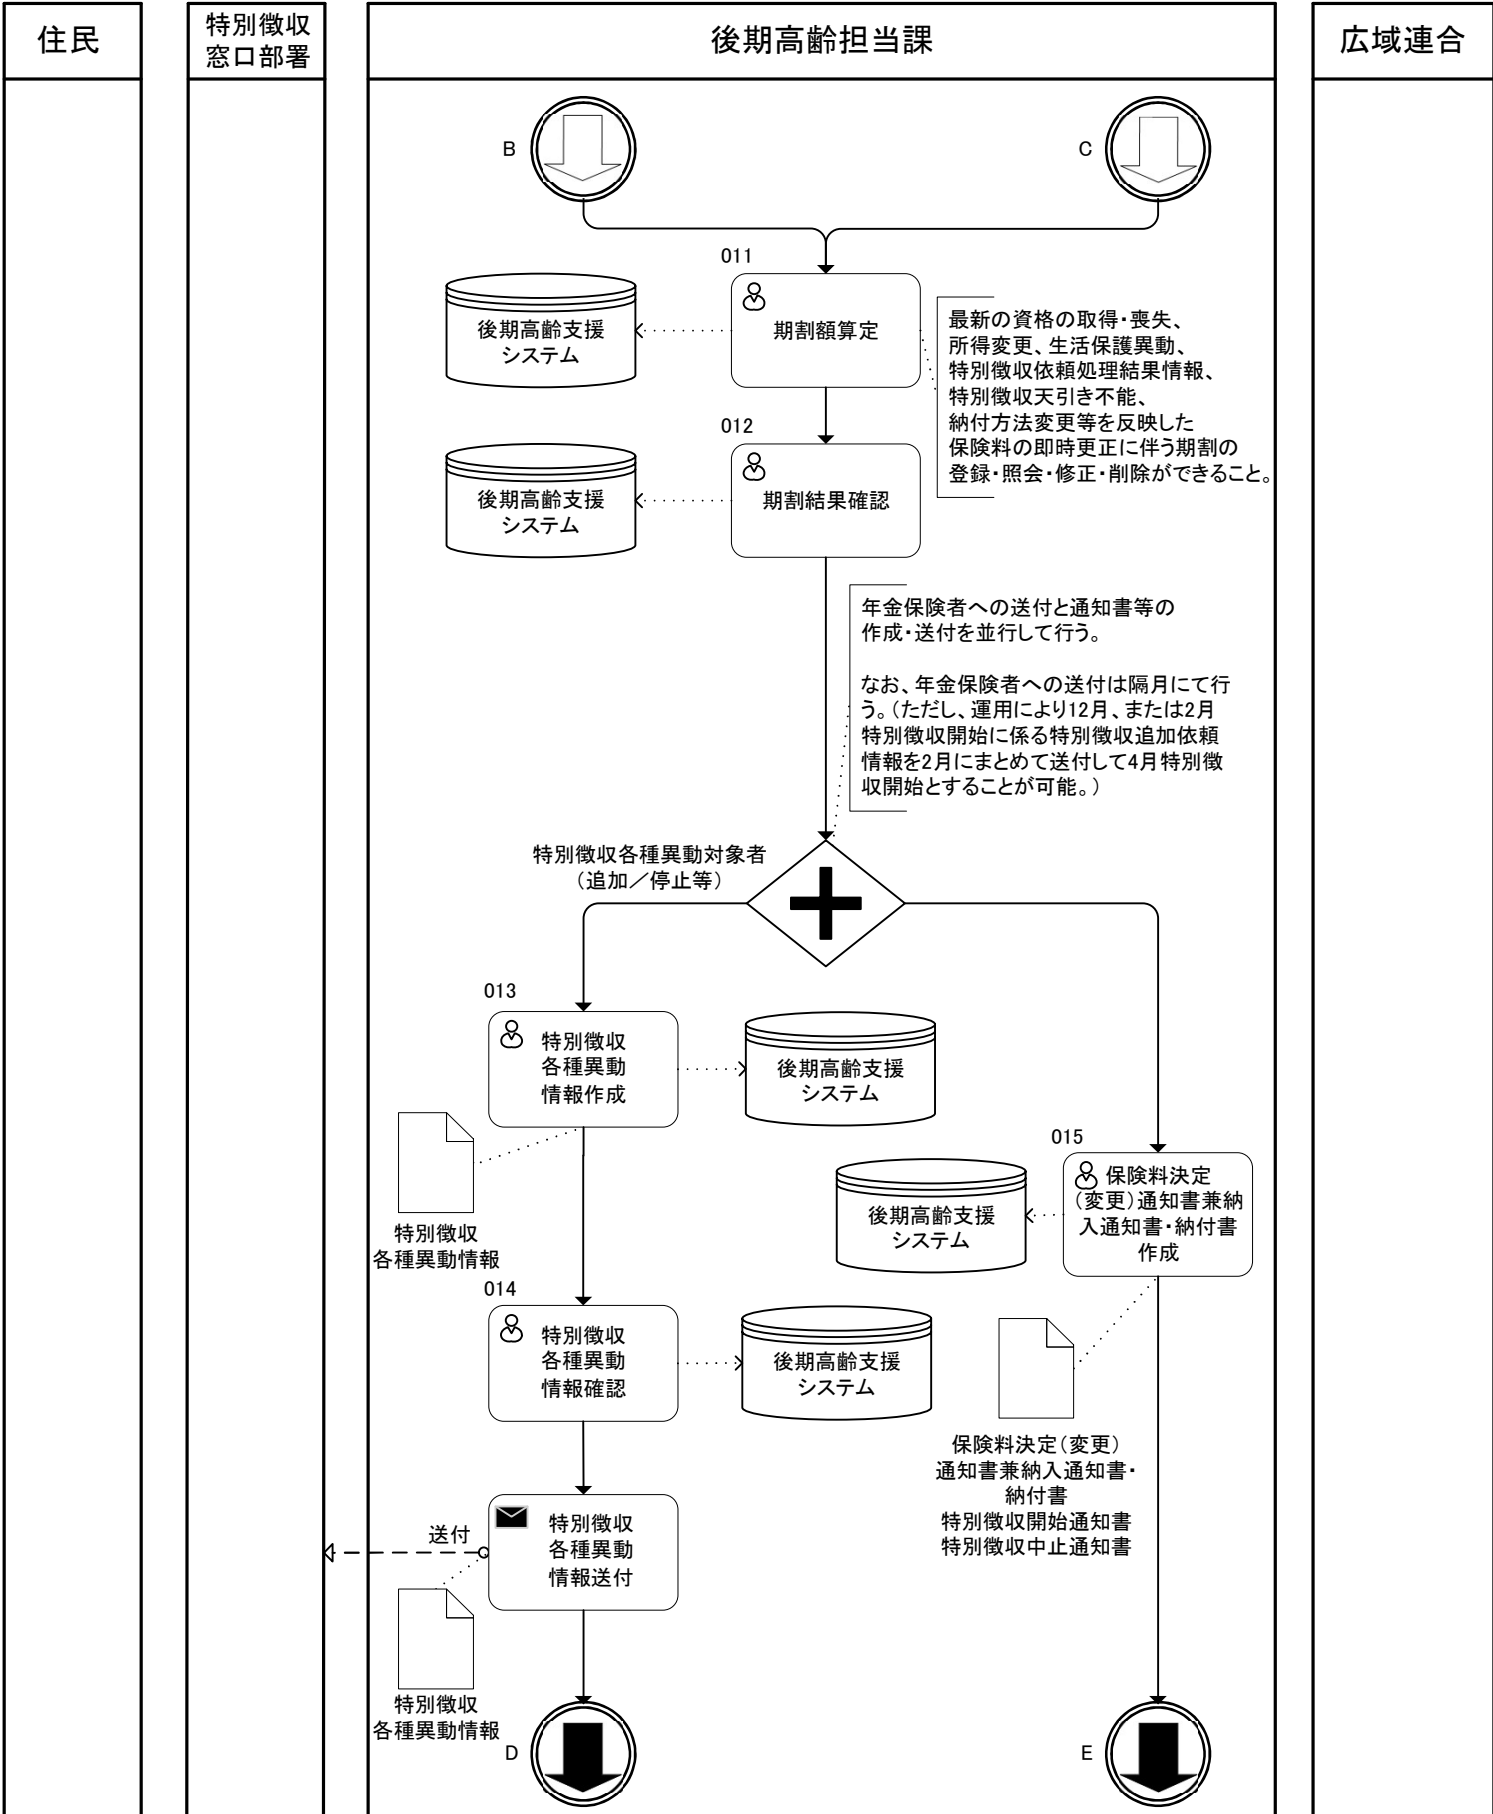 住民
特別徴収
窓口部署
後期高齢担当課
広域連合
B
C
011
後期高齢支援
システム
期割額算定
最新の資格の取得・喪失、
所得変更、生活保護異動、
特別徴収依頼処理結果情報、
特別徴収天引き不能、
納付方法変更等を反映した
保険料の即時更正に伴う期割の
登録・照会・修正・削除ができること。
012
後期高齢支援
システム
期割結果確認
年金保険者への送付と通知書等の
作成・送付を並行して行う。
なお、年金保険者への送付は隔月にて行
う。（ただし、運用により12月、または2月
特別徴収開始に係る特別徴収追加依頼
情報を2月にまとめて送付して4月特別徴
収開始とすることが可能。）
特別徴収各種異動対象者
（追加／停止等）
013
特別徴収
各種異動
情報作成
後期高齢支援
システム
特別徴収
各種異動情報
015
保険料決定
（変更）通知書兼納
入通知書・納付書
作成
後期高齢支援
システム
014
特別徴収
各種異動
情報確認
後期高齢支援
システム
保険料決定（変更）
通知書兼納入通知書・
納付書
特別徴収開始通知書
特別徴収中止通知書
送付
特別徴収
各種異動
情報送付
特別徴収
各種異動情報
D
E